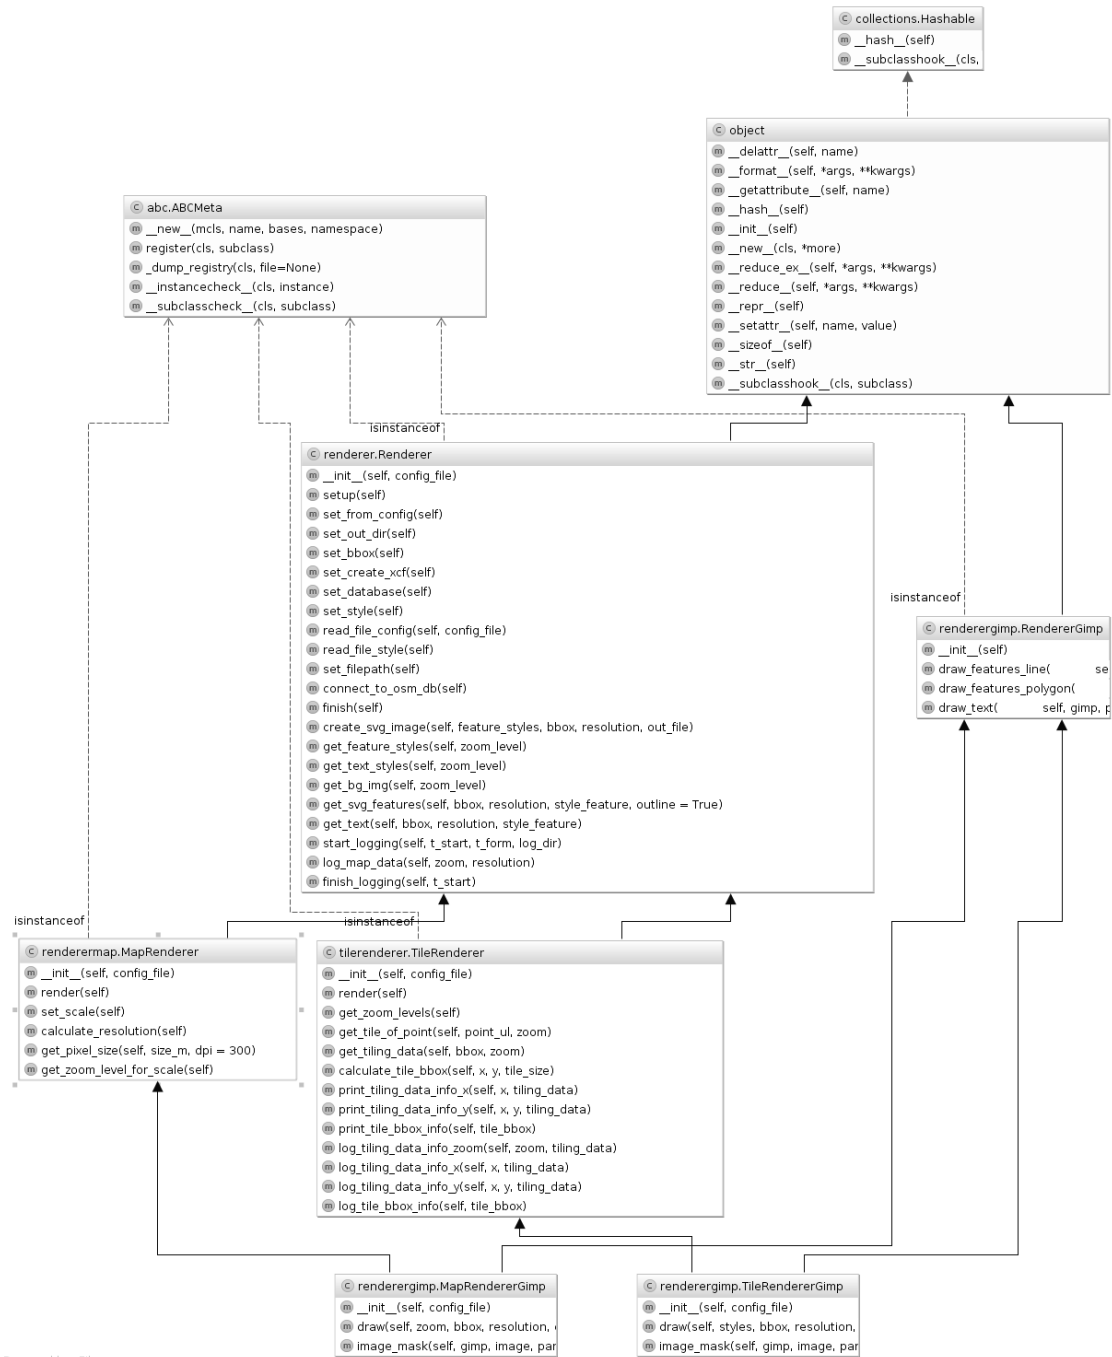 collections.Hashable
__hash__(self)
__subclasshook__(cls,
object
__delattr__(self, name)
__format__(self, *args, **kwargs)
__getattribute__(self, name)
__hash__(self)
__init__(self)
__new__(cls, *more)
__reduce_ex__(self, *args, **kwargs)
__reduce__(self, *args, **kwargs)
__repr__(self)
__setattr__(self, name, value)
__sizeof__(self)
__str__(self)
__subclasshook__(cls, subclass)
abc.ABCMeta
__new__(mcls, name, bases, namespace)
register(cls, subclass)
_dump_registry(cls, file=None)
__instancecheck__(cls, instance)
__subclasscheck__(cls, subclass)
isinstanceof
renderer.Renderer
__init__(self, config_file)
setup(self)
set_from_config(self)
set_out_dir(self)
set_bbox(self)
set_create_xcf(self)
set_database(self)
set_style(self)
read_file_config(self, config_file)
read_file_style(self)
set_filepath(self)
connect_to_osm_db(self)
finish(self)
create_svg_image(self, feature_styles, bbox, resolution, out_file)
get_feature_styles(self, zoom_level)
get_text_styles(self, zoom_level)
get_bg_img(self, zoom_level)
get_svg_features(self, bbox, resolution, style_feature, outline = True)
get_text(self, bbox, resolution, style_feature)
start_logging(self, t_start, t_form, log_dir)
log_map_data(self, zoom, resolution)
finish_logging(self, t_start)
isinstanceof
renderergimp.RendererGimp
__init__(self)
draw_features_line( se
draw_features_polygon(
draw_text( self, gimp, p
isinstanceof
renderermap.MapRenderer
__init__(self, config_file)
render(self)
set_scale(self)
calculate_resolution(self)
get_pixel_size(self, size_m, dpi = 300)
get_zoom_level_for_scale(self)
isinstanceof
tilerenderer.TileRenderer
__init__(self, config_file)
render(self)
get_zoom_levels(self)
get_tile_of_point(self, point_ul, zoom)
get_tiling_data(self, bbox, zoom)
calculate_tile_bbox(self, x, y, tile_size)
print_tiling_data_info_x(self, x, tiling_data)
print_tiling_data_info_y(self, x, y, tiling_data)
print_tile_bbox_info(self, tile_bbox)
log_tiling_data_info_zoom(self, zoom, tiling_data)
log_tiling_data_info_x(self, x, tiling_data)
log_tiling_data_info_y(self, x, y, tiling_data)
log_tile_bbox_info(self, tile_bbox)
renderergimp.MapRendererGimp
__init__(self, config_file)
draw(self, zoom, bbox, resolution,
image_mask(self, gimp, image, par
renderergimp.TileRendererGimp
__init__(self, config_file)
draw(self, styles, bbox, resolution,
image_mask(self, gimp, image, par